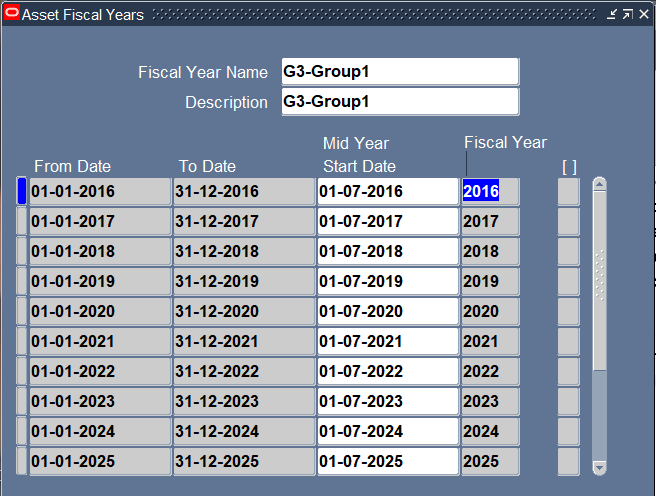 Asset Fiscal Years
Fiscal Year Name G3-Group1
Description G3-Group1
Mid Year Fiscal Year
From Date To Date Start Date [ ]
01-01-2016 31-12-2016 01-07-2016 2016
01-01-2017 31-12-2017 01-07-2017 2017
01-01-2018 31-12-2018 01-07-2018 2018
01-01-2019 31-12-2019 01-07-2019 2019
01-01-2020 31-12-2020 01-07-2020 2020
01-01-2021 31-12-2021 01-07-2021 2021
01-01-2022 31-12-2022 01-07-2022 2022
01-01-2023 31-12-2023 01-07-2023 2023
01-01-2024 31-12-2024 01-07-2024 2024
01-01-2025 31-12-2025 01-07-2025 2025